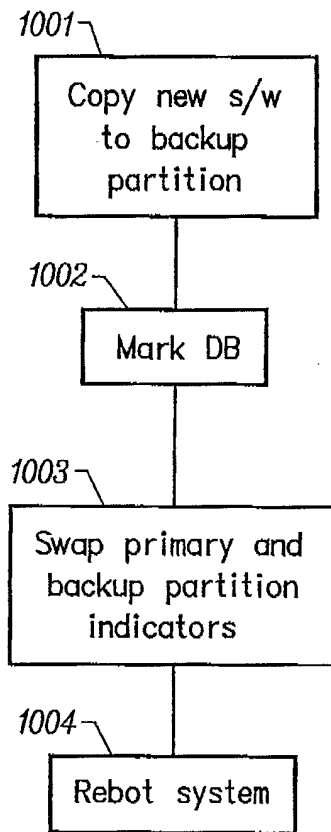 1001
Copy new s/w
to backup
partition
1002
Mark DB
1003
Swap primary and
backup partition
indicators
1004
Rebot system